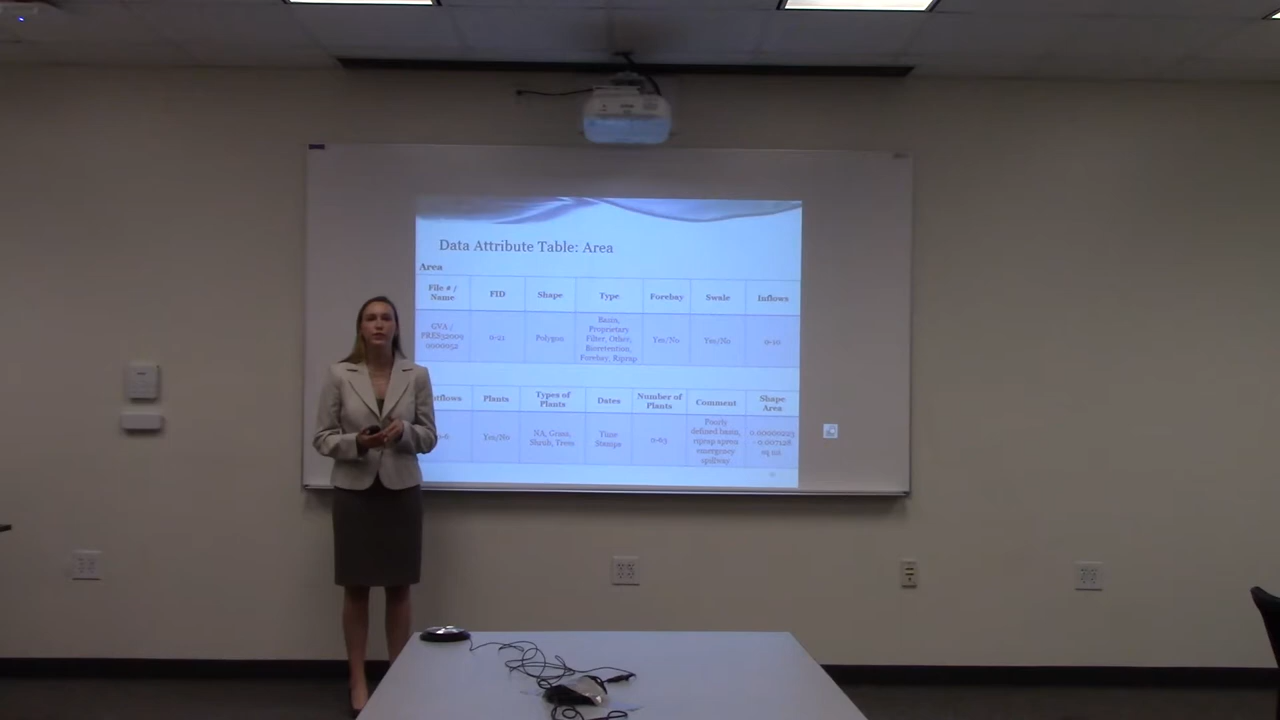 Data Attribute Table: Area
Area
File # /
Name
FID
Shape
Type
Forebay
Swale
Inflows
GVA /
0-21
Polygon
Basin,
Proprietary
Filter, Other,
Bioretention,
Forebay, Riprap
Yes/No
Yes/No
0-10
Plants
Types of
Plants
Dates
Number of
Plants
Comment
Shape
Area
Yes/No
NA, Grass,
Shrub, Trees
Time
Stamps
0-63
Poorly
defined basin,
riprap
emergency
spillway